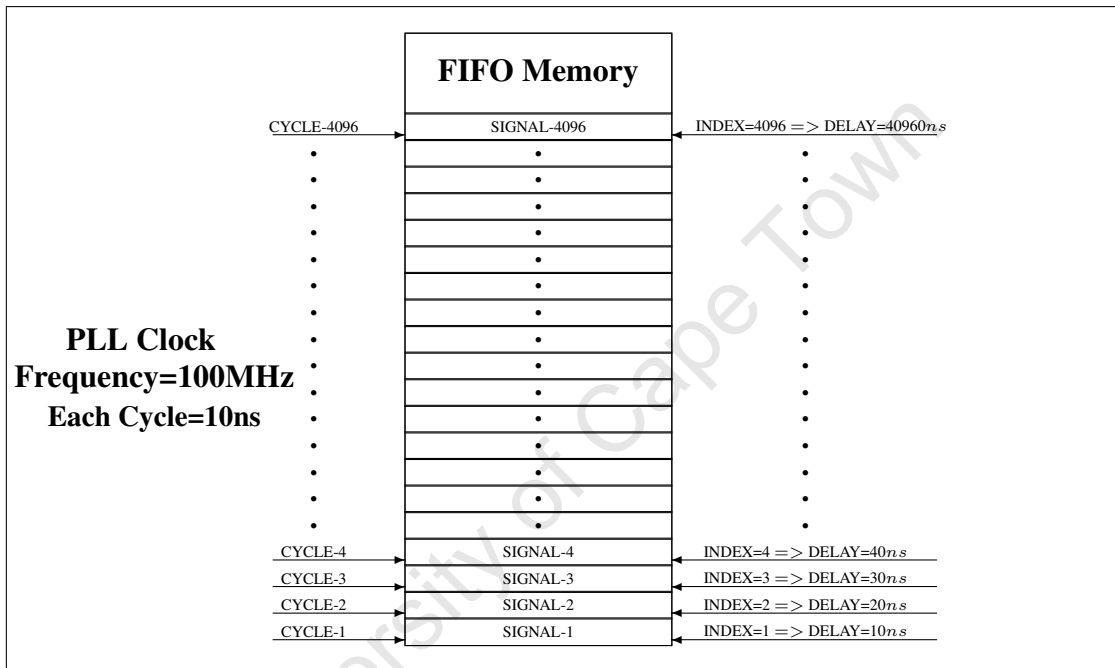 FIFO Memory
CYCLE-4096 SIGNAL-4096 INDEX=4096 => DELAY=40960ns
PLL Clock
Frequency=100MHz
Each Cycle=10ns
CYCLE-4 SIGNAL-4 INDEX=4 => DELAY=40ns
CYCLE-3 SIGNAL-3 INDEX=3 => DELAY=30ns
CYCLE-2 SIGNAL-2 INDEX=2 => DELAY=20ns
CYCLE-1 SIGNAL-1 INDEX=1 => DELAY=10ns
ersity of Cape Town